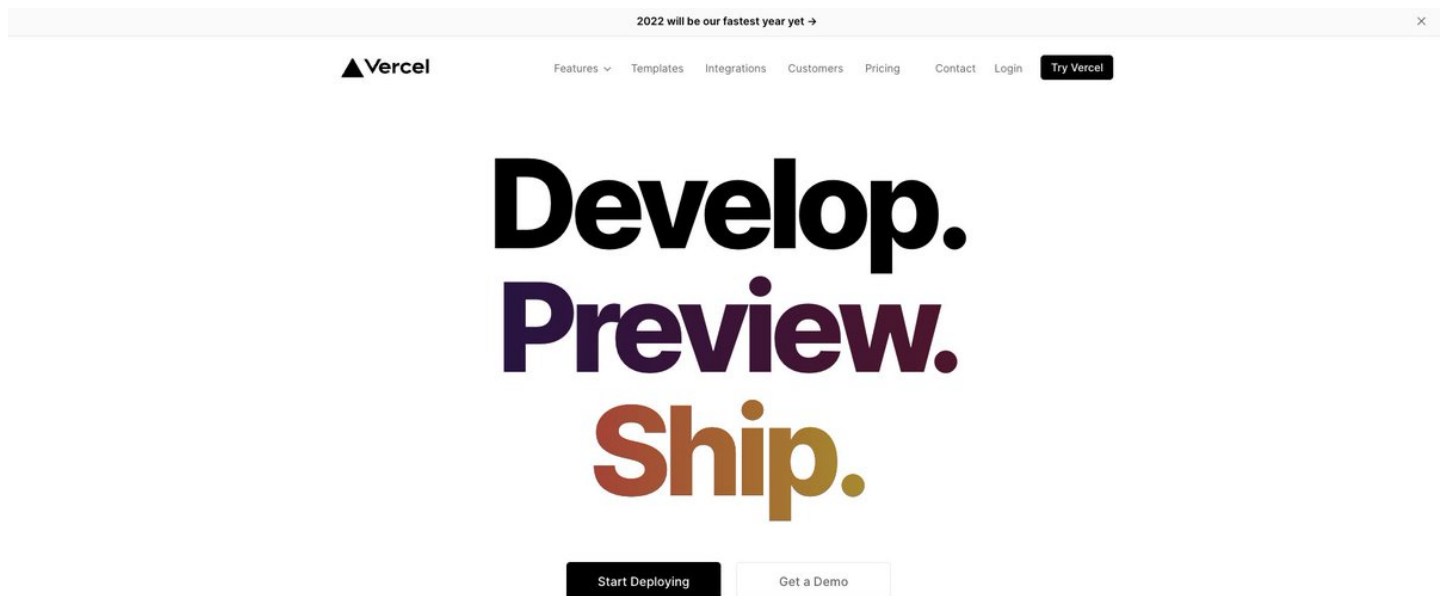 2022 will be our fastest year yet →
Vercel
Features Templates Integrations Customers Pricing Contact Login Try Vercel
Develop.
Preview.
Ship.
Start Deploying Get a Demo